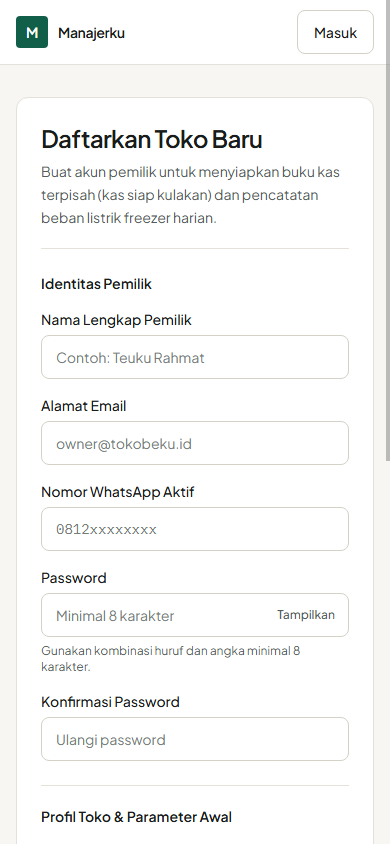 M Manajerku Masuk
Daftarkan Toko Baru
Buat akun pemilik untuk menyiapkan buku kas
terpisah (kas siap kulakan) dan pencatatan
beban listrik freezer harian.
Identitas Pemilik
Nama Lengkap Pemilik
Contoh: Teuku Rahmat
Alamat Email
owner@tokobeku.id
Nomor WhatsApp Aktif
0812xxxxxxxx
Password
Minimal 8 karakter Tampilkan
Gunakan kombinasi huruf dan angka minimal 8
karakter.
Konfirmasi Password
Ulangi password
Profil Toko & Parameter Awal